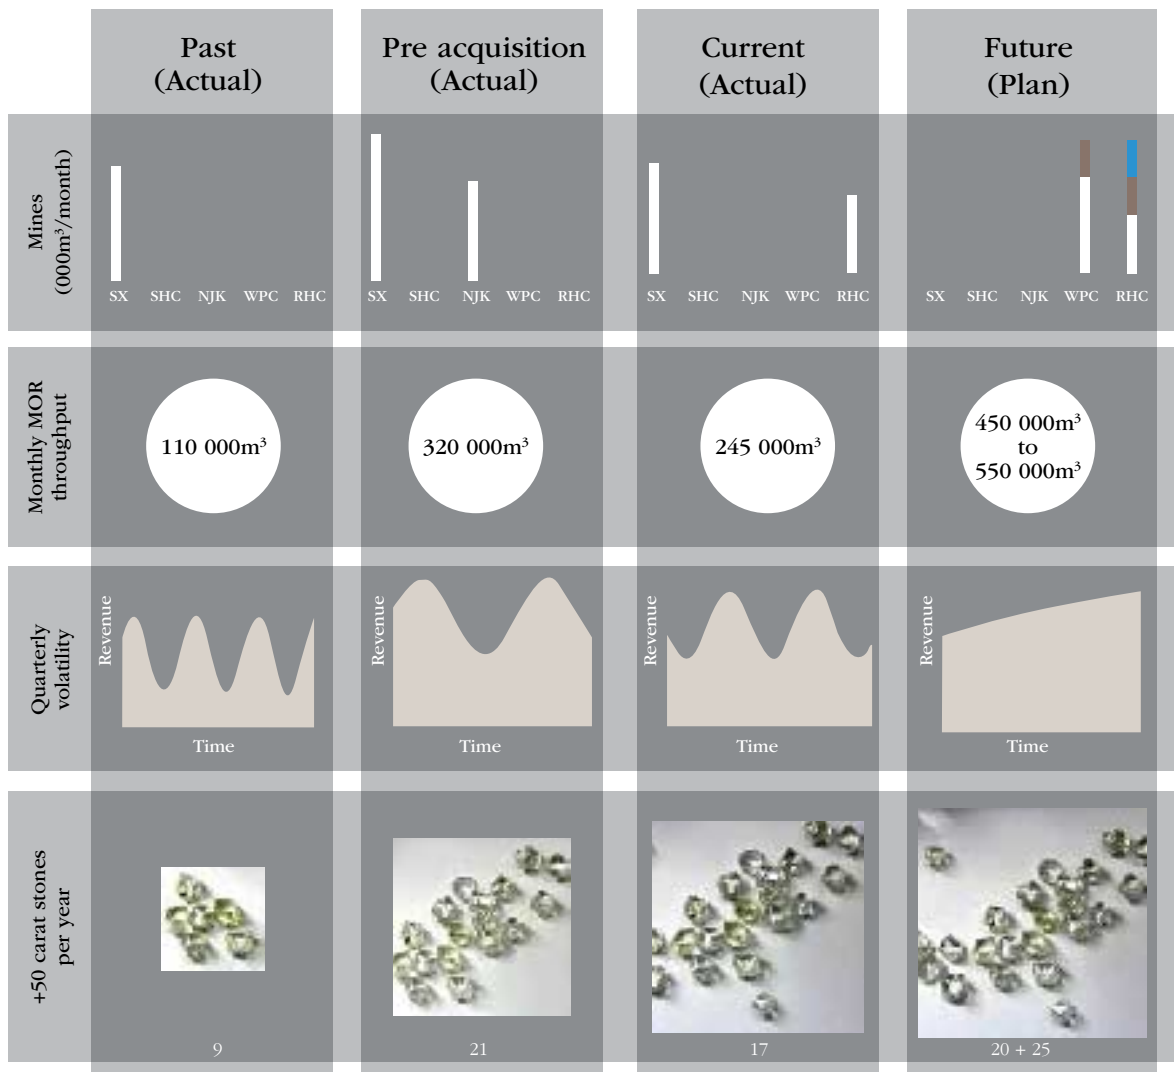 Past
(Actual)
Pre acquisition
(Actual)
Current
(Actual)
Future
(Plan)
Mines
(000m³/month)
SX SHC NJK WPC RHC
SX SHC NJK WPC RHC
SX SHC NJK WPC RHC
SX SHC NJK WPC RHC
Monthly MOR
throughput
110 000m³
320 000m³
245 000m³
450 000m³
to
550 000m³
Quarterly
volatility
Revenue
Time
Revenue
Time
Revenue
Time
Revenue
Time
+50 carat stones
per year
9
21
17
20 + 25